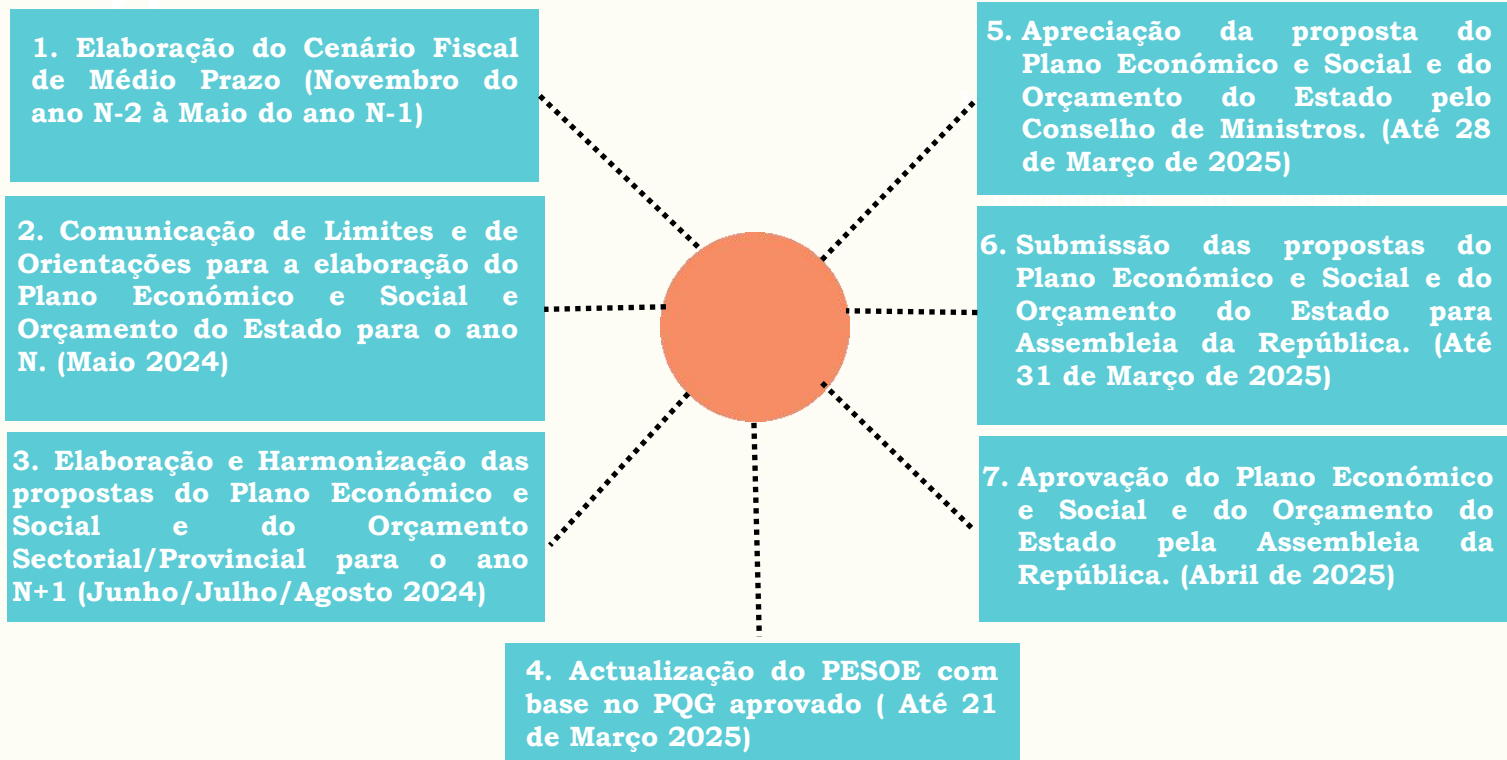 1. Elaboração do Cenário Fiscal
de Médio Prazo (Novembro do
ano N-2 à Maio do ano N-1)
2. Comunicação de Limites e de
Orientações para a elaboração do
Plano Económico e Social e
Orçamento do Estado para o ano
N. (Maio 2024)
3. Elaboração e Harmonização das
propostas do Plano Económico e
Social e do Orçamento
Sectorial/Provincial para o ano
N+1 (Junho/Julho/Agosto 2024)
4. Actualização do PESOE com
base no PQG aprovado ( Até 21
de Março 2025)
5. Apreciação da proposta do
Plano Económico e Social e do
Orçamento do Estado pelo
Conselho de Ministros. (Até 28
de Março de 2025)
6. Submissão das propostas do
Plano Económico e Social e do
Orçamento do Estado para
Assembleia da República. (Até
31 de Março de 2025)
7. Aprovação do Plano Económico
e Social e do Orçamento do
Estado pela Assembleia da
República. (Abril de 2025)